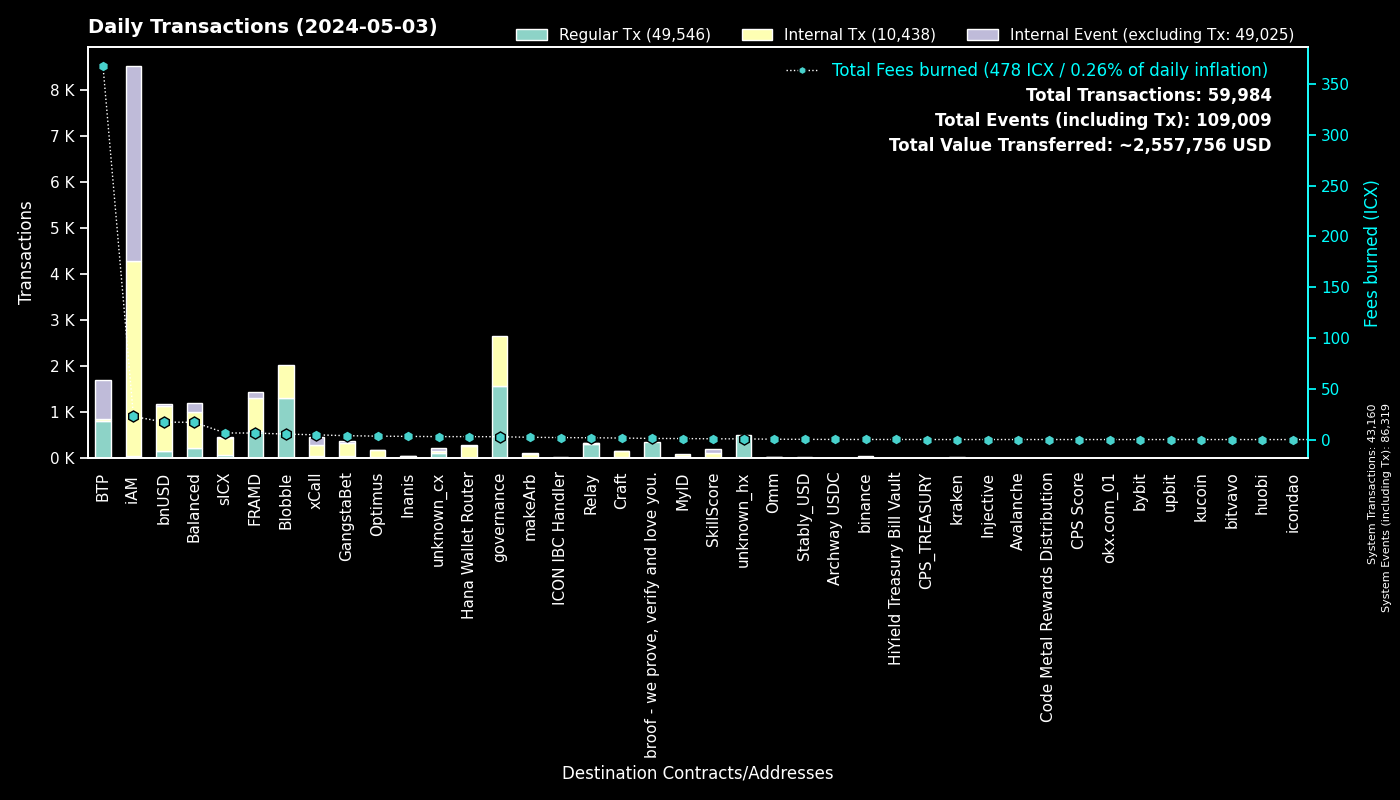 Daily Transactions (2024-05-03)
Regular Tx (49,546)
Internal Tx (10,438)
Internal Event (excluding Tx: 49,025)
Total Fees burned (478 ICX / 0.26% of daily inflation)
Total Transactions: 59,984
Total Events (including Tx): 109,009
Total Value Transferred: ~2,557,756 USD
Transactions
8 K
7 K
6 K
5 K
4 K
3 K
2 K
1 K
0 K
350
300
250
200
150
100
50
0
Fees burned (ICX)
System Transactions: 43,160
System Events (including Tx): 86,319
BTP
iAM
bnUSD
Balanced
sICX
FRAMD
Blobble
xCall
GangstaBet
Optimus
Inanis
unknown_cx
Hana Wallet Router
governance
makeArb
ICON IBC Handler
Relay
Craft
broof - we prove, verify and love you.
MyID
SkillScore
unknown_hx
Omm
Stably_USD
Archway USDC
binance
HiYield Treasury Bill Vault
CPS_TREASURY
kraken
Injective
Avalanche
Code Metal Rewards Distribution
CPS Score
okx.com_01
bybit
upbit
kucoin
bitvavo
huobi
icondao
Destination Contracts/Addresses